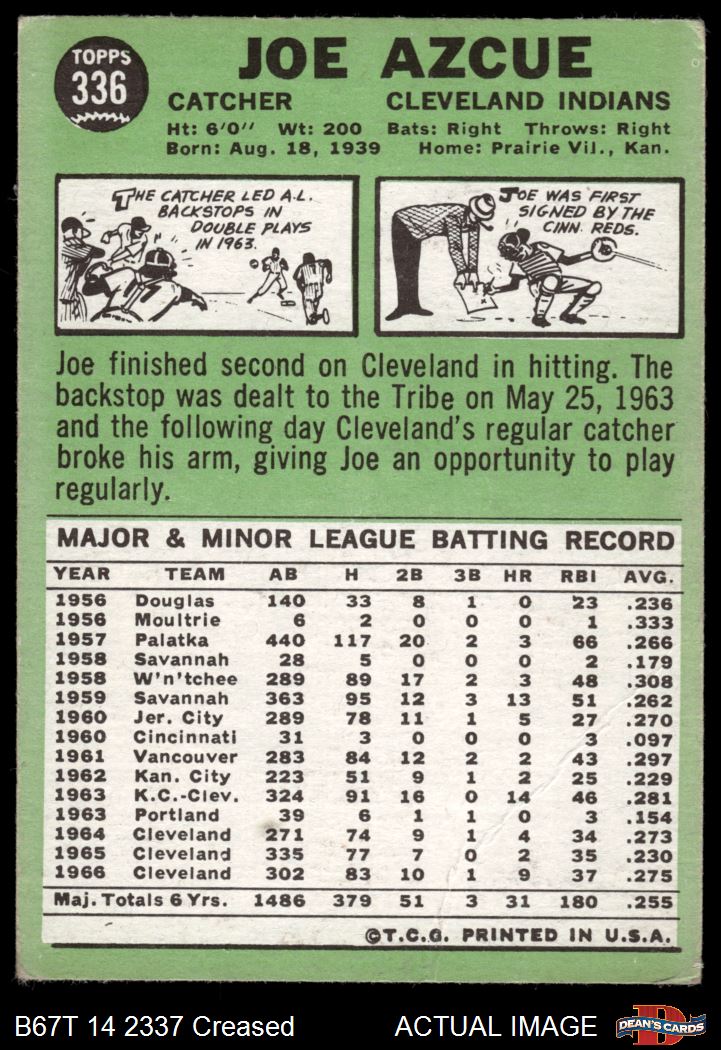 TOPPS
336
JOE AZCUE
CATCHER CLEVELAND INDIANS
Ht: 6'0" Wt: 200 Bats: Right Throws: Right
Born: Aug. 18, 1939 Home: Prairie Vil., Kan.
THE CATCHER LED A.L.
BACKSTOPS IN
DOUBLE PLAYS
IN 1963.
JOE WAS FIRST
SIGNED BY THE
CINN. REDS.
Joe finished second on Cleveland in hitting. The
backstop was dealt to the Tribe on May 25, 1963
and the following day Cleveland's regular catcher
broke his arm, giving Joe an opportunity to play
regularly.
MAJOR & MINOR LEAGUE BATTING RECORD
YEAR TEAM AB H 2B 3B HR RBI AVG.
1956 Douglas 140 33 8 1 0 23 .236
1956 Moultrie 6 2 0 0 0 1 .333
1957 Palatka 440 117 20 2 3 66 .266
1958 Savannah 28 5 0 0 0 2 .179
1958 W'n'tchee 289 89 17 2 3 48 .308
1959 Savannah 363 95 12 3 13 51 .262
1960 Jer. City 289 78 11 1 5 27 .270
1960 Cincinnati 31 3 0 0 0 3 .097
1961 Vancouver 283 84 12 2 2 43 .297
1962 Kan. City 223 51 9 1 2 25 .229
1963 K.C.-Clev. 324 91 16 0 14 46 .281
1963 Portland 39 6 1 1 0 3 .154
1964 Cleveland 271 74 9 1 4 34 .273
1965 Cleveland 335 77 7 0 2 35 .230
1966 Cleveland 302 83 10 1 9 37 .275
Maj. Totals 6 Yrs. 1486 379 51 3 31 180 .255
©T.C.G. PRINTED IN U.S.A.
B67T 14 2337 Creased ACTUAL IMAGE DEAN'S CARDS